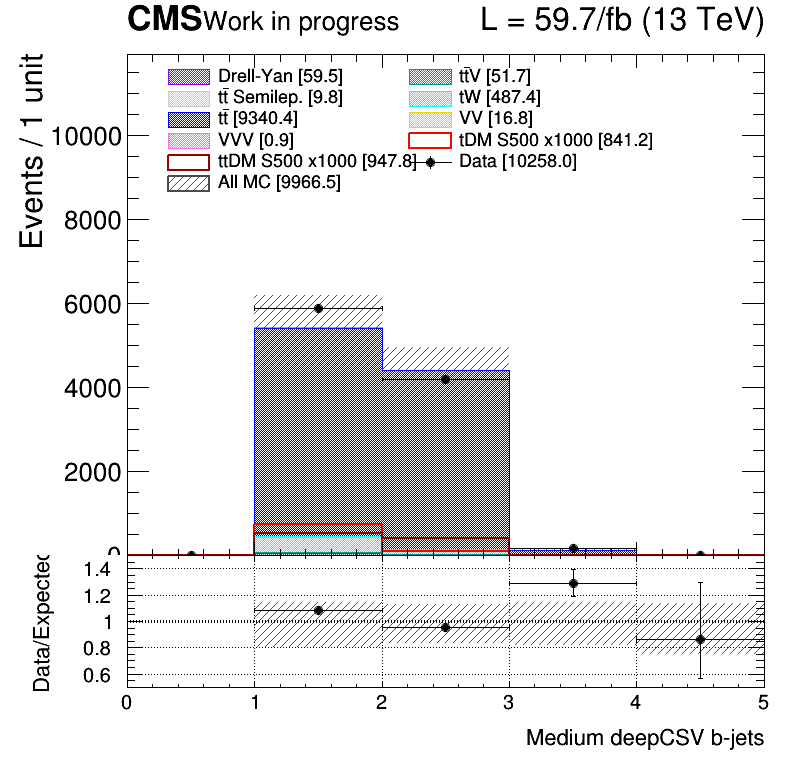 CMS Work in progress L = 59.7/fb (13 TeV)
Events / 1 unit
Drell-Yan [59.5] tt̄V [51.7]
tt̄ Semilep. [9.8] tW [487.4]
tt̄ [9340.4] VV [16.8]
VVV [0.9] tDM S500 x1000 [841.2]
ttDM S500 x1000 [947.8] Data [10258.0]
All MC [9966.5]
10000
8000
6000
4000
2000
0
Data/Expected
1.4
1.2
1
0.8
0.6
0 1 2 3 4 5
Medium deepCSV b-jets